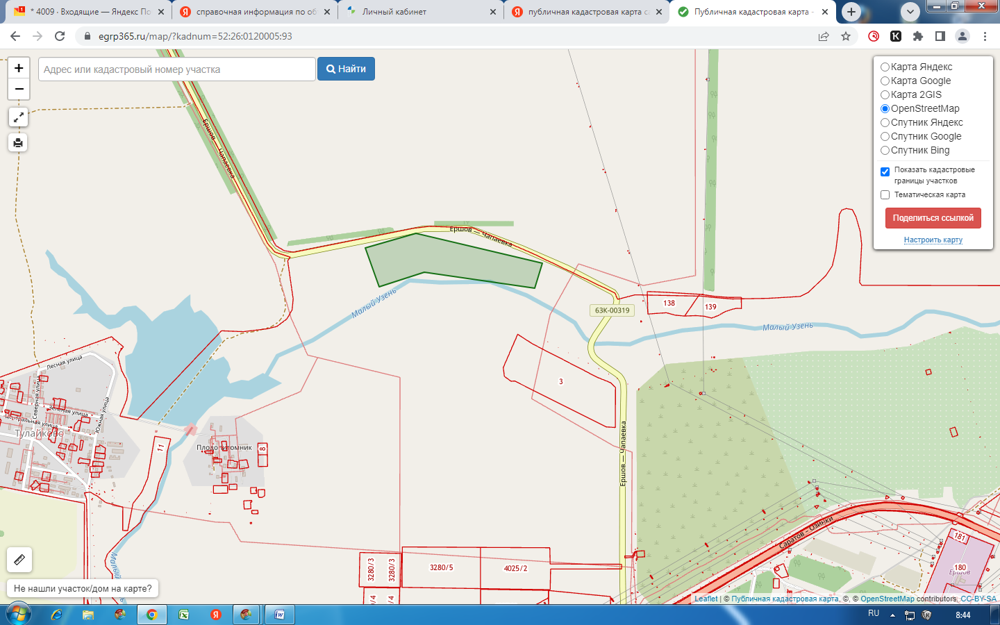 * 4009 · Входящие — Яндекс По
справочная информация по об
Личный кабинет
публичная кадастровая карта са
Публичная кадастровая карта -
egrp365.ru/map/?kadnum=52:26:0120005:93
+
−
Адрес или кадастровый номер участка
Найти
Карта Яндекс
Карта Google
Карта 2GIS
OpenStreetMap
Спутник Яндекс
Спутник Google
Спутник Bing
Показать кадастровые
границы участков
Тематическая карта
Поделиться ссылкой
Настроить карту
Ершов — Чапаевка
Ершов — Чапаевка
Малый Узень
63К-00319
138
139
Малый Узень
3
Лесная улица
Северная улица
Зелёная улица
Центральная улица
Южная улица
Тулайково
11
Плодопитомник
8
Ершов — Чапаевка
Саратов - Озинки
181
180
Ершов
3280/3
3280/3
3280/5
4025/2
Малый Узень
Не нашли участок/дом на карте?
Leaflet | © Публичная кадастровая карта, ©, © OpenStreetMap contributors, CC-BY-SA
RU
8:44